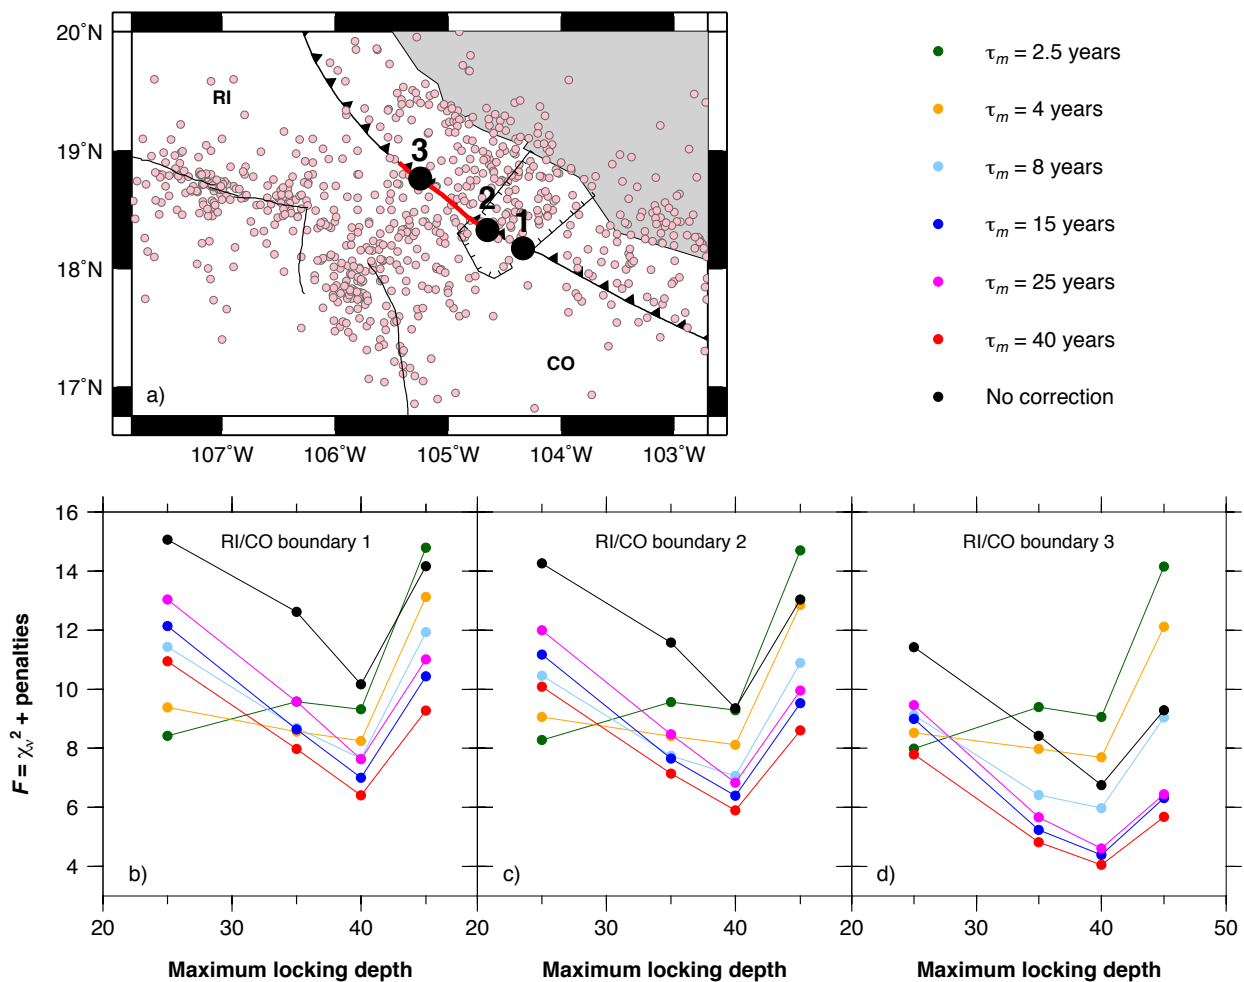 20˚N
19˚N
18˚N
17˚N
107˚W 106˚W 105˚W 104˚W 103˚W
RI
3
2
1
CO
a)
τm = 2.5 years
τm = 4 years
τm = 8 years
τm = 15 years
τm = 25 years
τm = 40 years
No correction
F = χν² + penalties
16
14
12
10
8
6
4
RI/CO boundary 1
RI/CO boundary 2
RI/CO boundary 3
b)
c)
d)
20 30 40 20 30 40 20 30 40 50
Maximum locking depth
Maximum locking depth
Maximum locking depth